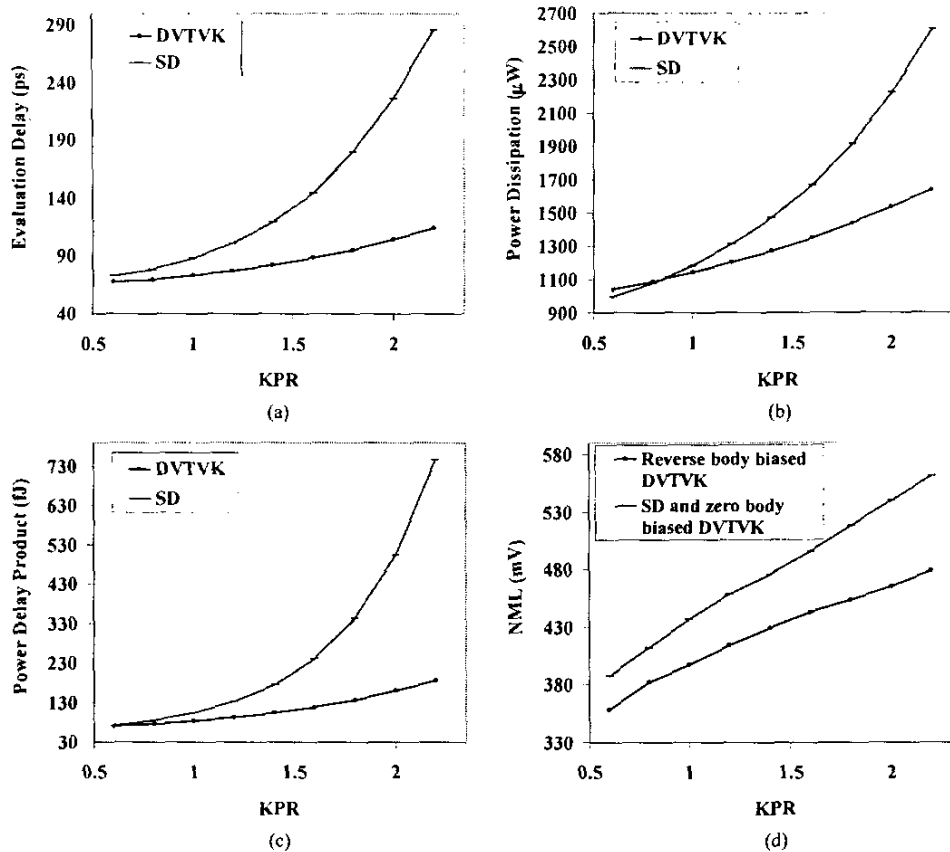 290
240
190
140
90
40
Evaluation Delay (ps)
DVTVK
SD
0.5
1
1.5
2
KPR
(a)
2700
2500
2300
2100
1900
1700
1500
1300
1100
900
Power Dissipation (μW)
DVTVK
SD
0.5
1
1.5
2
KPR
(b)
730
630
530
430
330
230
130
30
Power Delay Product (fJ)
DVTVK
SD
0.5
1
1.5
2
KPR
(c)
580
530
480
430
380
330
NML (mV)
Reverse body biased
DVTVK
SD and zero body
biased DVTVK
0.5
1
1.5
2
KPR
(d)